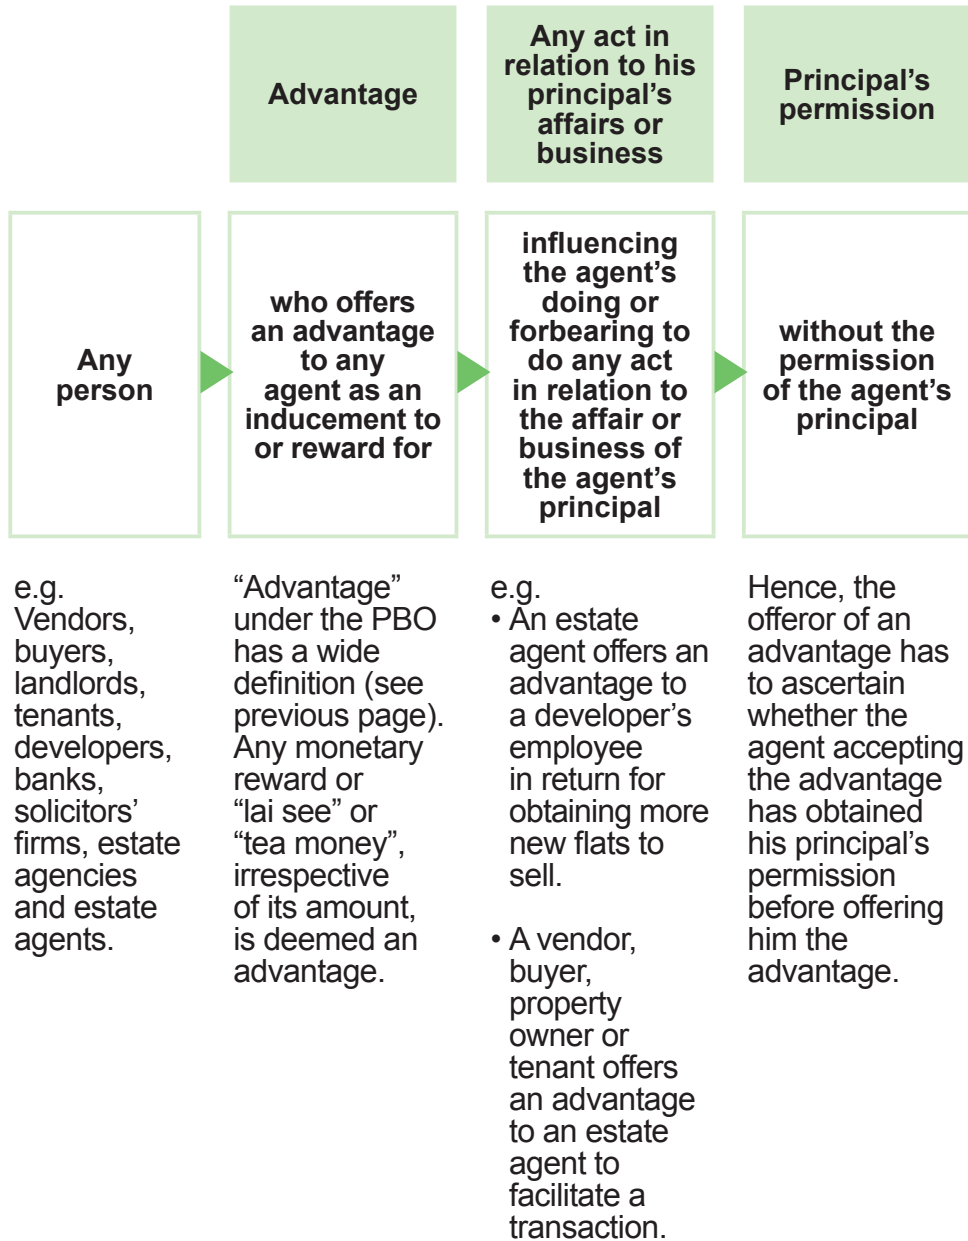 Advantage
Any act in
relation to his
principal’s
affairs or
business
Principal’s
permission
Any
person
who offers
an advantage
to any
agent as an
inducement to
or reward for
influencing
the agent’s
doing or
forbearing to
do any act
in relation to
the affair or
business of
the agent’s
principal
without the
permission
of the agent’s
principal
e.g.
Vendors,
buyers,
landlords,
tenants,
developers,
banks,
solicitors’
firms, estate
agencies
and estate
agents.
“Advantage”
under the PBO
has a wide
definition (see
previous page).
Any monetary
reward or
“lai see” or
“tea money”,
irrespective
of its amount,
is deemed an
advantage.
e.g.
• An estate
agent offers an
advantage to
a developer’s
employee
in return for
obtaining more
new flats to
sell.
• A vendor,
buyer,
property
owner or
tenant offers
an advantage
to an estate
agent to
facilitate a
transaction.
Hence, the
offeror of an
advantage has
to ascertain
whether the
agent accepting
the advantage
has obtained
his principal’s
permission
before offering
him the
advantage.